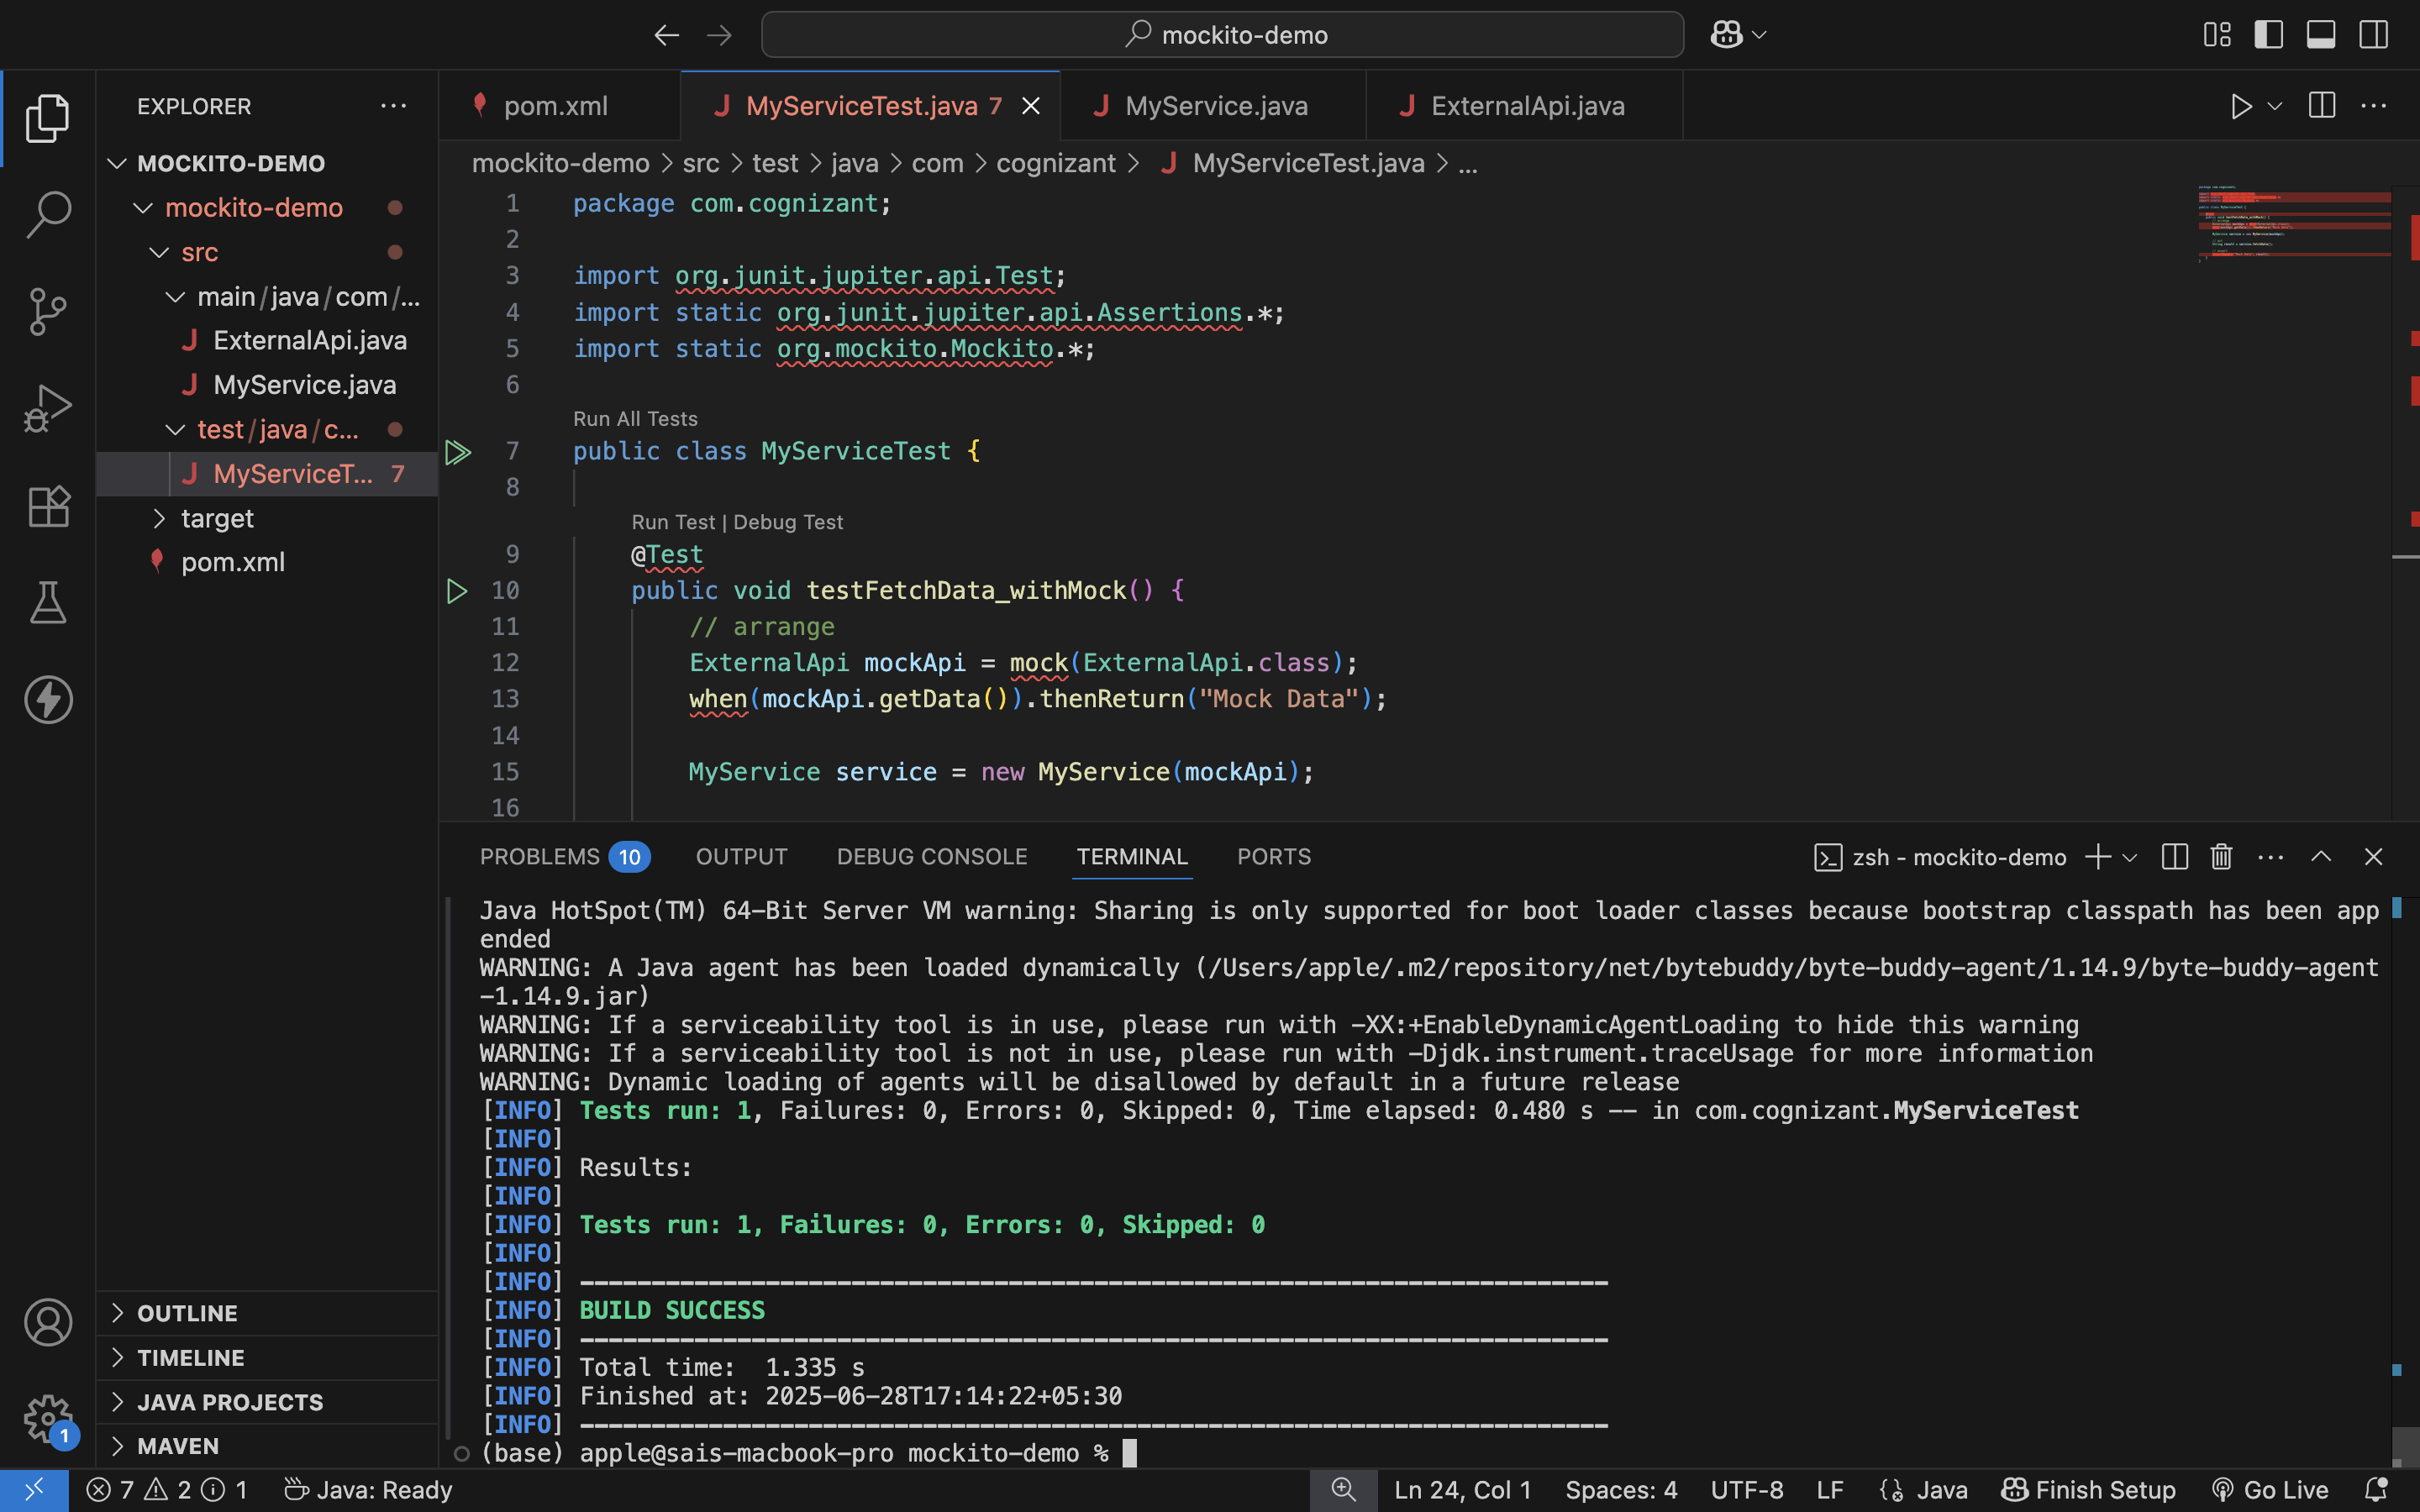 mockito-demo
EXPLORER
MOCKITO-DEMO
mockito-demo
src
main/java/com/...
ExternalApi.java
MyService.java
test/java/c...
MyServiceT... 7
target
pom.xml
OUTLINE
TIMELINE
JAVA PROJECTS
MAVEN
1
pom.xml
MyServiceTest.java 7
MyService.java
ExternalApi.java
mockito-demo > src > test > java > com > cognizant > MyServiceTest.java > ...
1 package com.cognizant;
2
3 import org.junit.jupiter.api.Test;
4 import static org.junit.jupiter.api.Assertions.*;
5 import static org.mockito.Mockito.*;
6
Run All Tests
7 public class MyServiceTest {
8
Run Test | Debug Test
9 @Test
10 public void testFetchData_withMock() {
11 // arrange
12 ExternalApi mockApi = mock(ExternalApi.class);
13 when(mockApi.getData()).thenReturn("Mock Data");
14
15 MyService service = new MyService(mockApi);
16
PROBLEMS 10 OUTPUT DEBUG CONSOLE TERMINAL PORTS
zsh - mockito-demo
Java HotSpot(TM) 64-Bit Server VM warning: Sharing is only supported for boot loader classes because bootstrap classpath has been app
ended
WARNING: A Java agent has been loaded dynamically (/Users/apple/.m2/repository/net/bytebuddy/byte-buddy-agent/1.14.9/byte-buddy-agent
-1.14.9.jar)
WARNING: If a serviceability tool is in use, please run with -XX:+EnableDynamicAgentLoading to hide this warning
WARNING: If a serviceability tool is not in use, please run with -Djdk.instrument.traceUsage for more information
WARNING: Dynamic loading of agents will be disallowed by default in a future release
[INFO] Tests run: 1, Failures: 0, Errors: 0, Skipped: 0, Time elapsed: 0.480 s -- in com.cognizant.MyServiceTest
[INFO]
[INFO] Results:
[INFO]
[INFO] Tests run: 1, Failures: 0, Errors: 0, Skipped: 0
[INFO]
[INFO] ------------------------------------------------------------------------
[INFO] BUILD SUCCESS
[INFO] ------------------------------------------------------------------------
[INFO] Total time:  1.335 s
[INFO] Finished at: 2025-06-28T17:14:22+05:30
[INFO] ------------------------------------------------------------------------
(base) apple@sais-macbook-pro mockito-demo %
7 2 1 Java: Ready
Ln 24, Col 1 Spaces: 4 UTF-8 LF Java Finish Setup Go Live